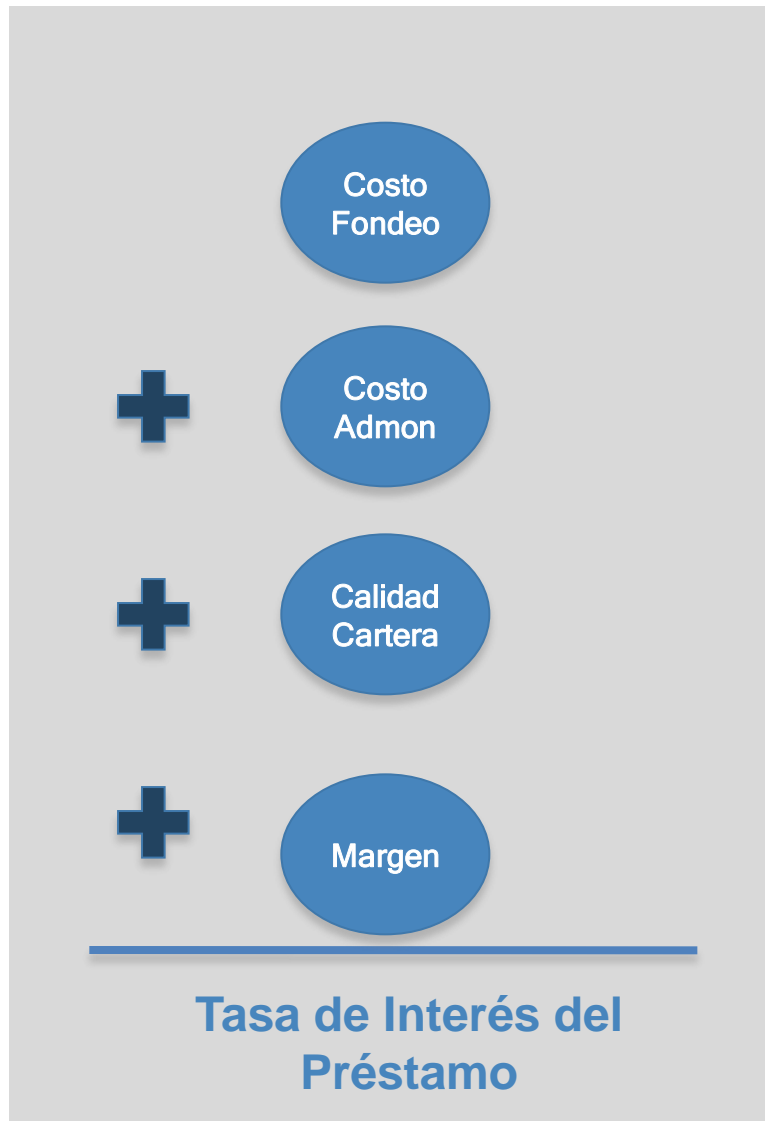 Costo
Fondeo
Costo
Admon
Calidad
Cartera
Margen
Tasa de Interés del
Préstamo